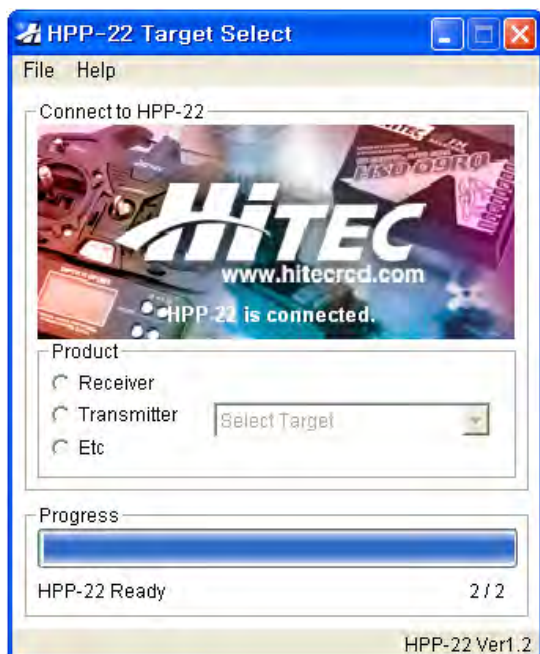 HPP-22 Target Select
File Help
Connect to HPP-22
HiTEC
www.hitecrcd.com
HPP-22 is connected.
Product
Receiver
Transmitter
Select Target
Etc
Progress
HPP-22 Ready 2 / 2
HPP-22 Ver1.2